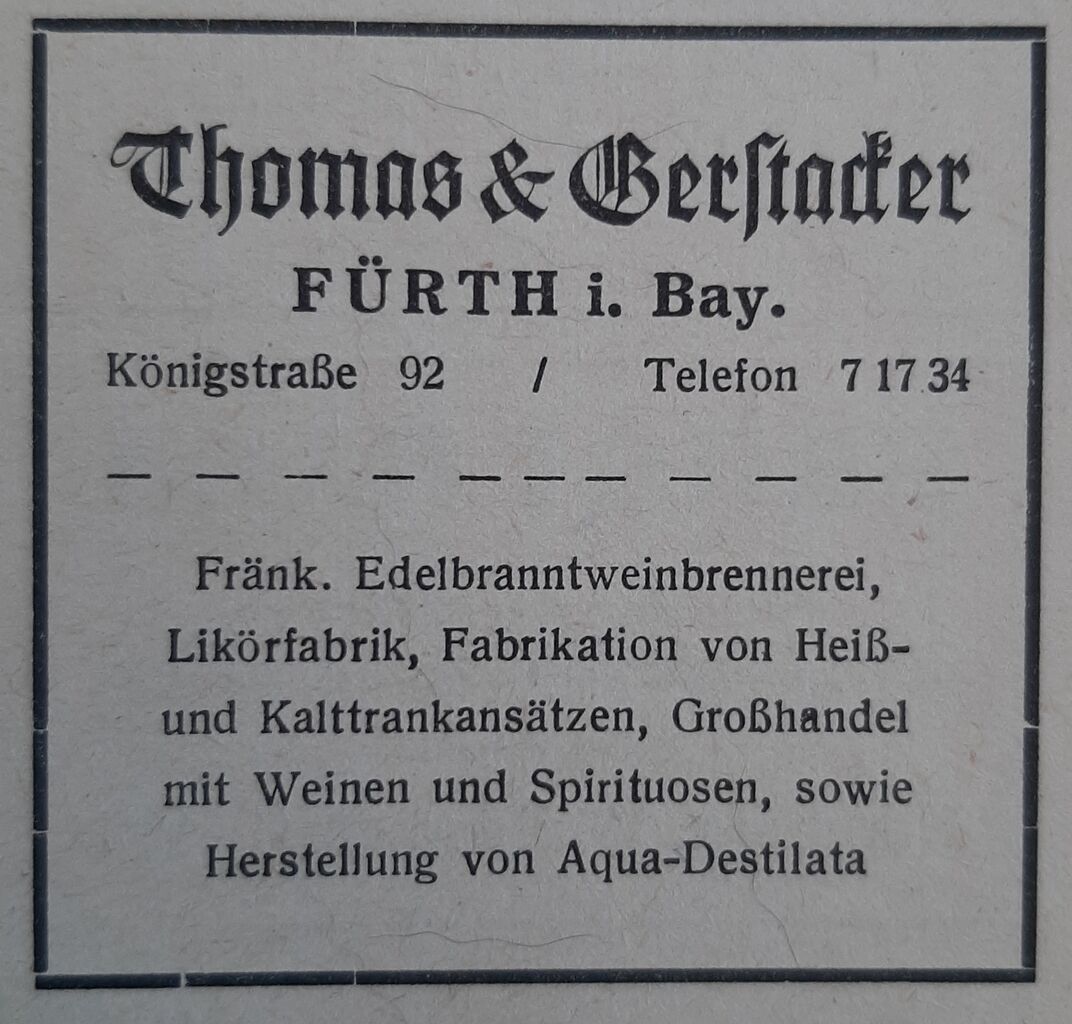 Thomas & Gerstacker
FÜRTH i. Bay.
Königstraße 92 / Telefon 7 17 34
Fränk. Edelbranntweinbrennerei,
Likörfabrik, Fabrikation von Heiß-
und Kalttrankansätzen, Großhandel
mit Weinen und Spirituosen, sowie
Herstellung von Aqua-Destilata